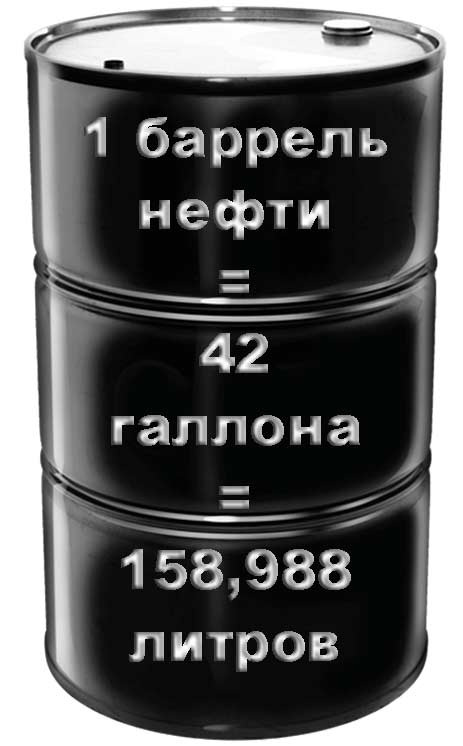 1 баррель
нефти
=
42
галлона
=
158,988
литров